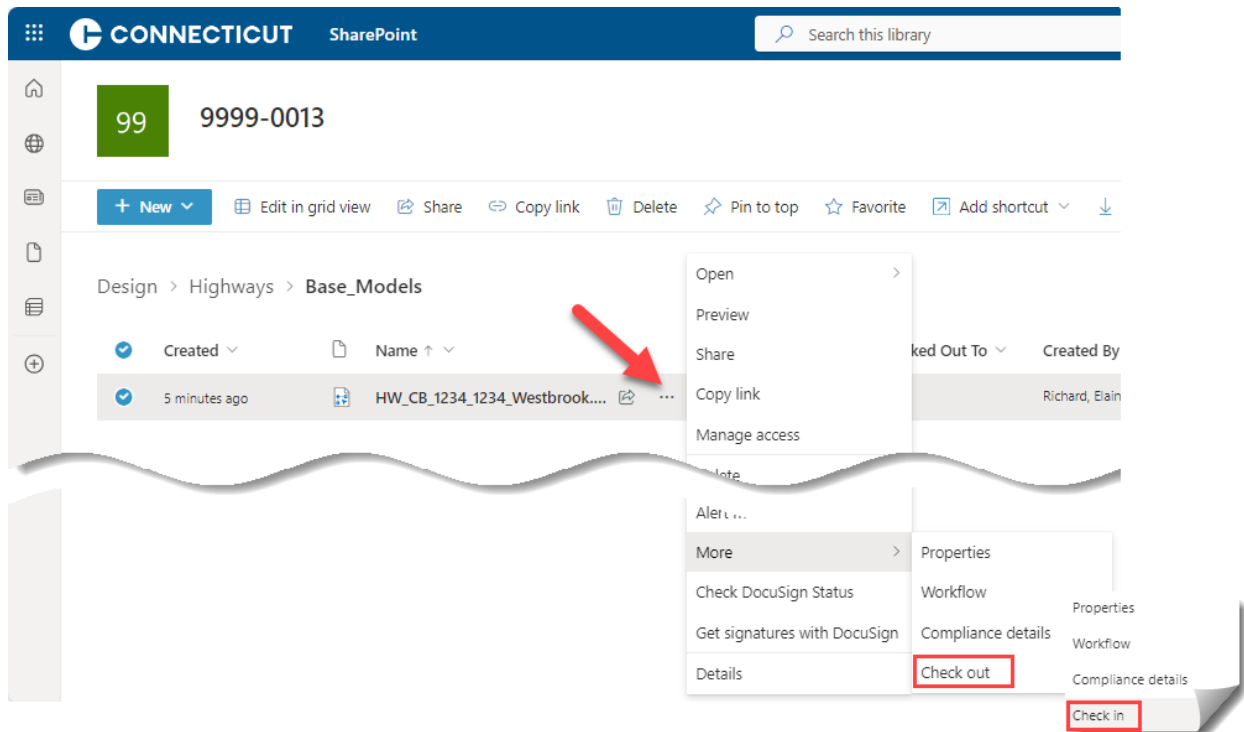 CONNECTICUT SharePoint Search this library
99 9999-0013
+ New Edit in grid view Share Copy link Delete Pin to top Favorite Add shortcut
Design > Highways > Base_Models
Created Name Checked Out To Created By
5 minutes ago HW_CB_1234_1234_Westbrook.... ... Richard, Elain
Open
Preview
Share
Copy link
Manage access
More
Check DocuSign Status
Get signatures with DocuSign
Details
Properties
Workflow
Compliance details
Check out
Properties
Workflow
Compliance details
Check in